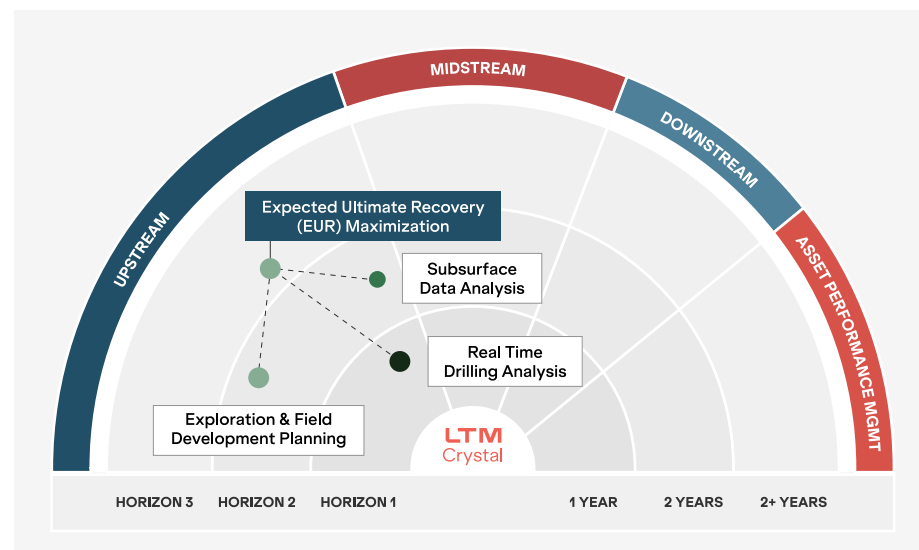 MIDSTREAM
DOWNSTREAM
UPSTREAM
ASSET PERFORMANCE MGMT
Expected Ultimate Recovery
(EUR) Maximization
Subsurface
Data Analysis
Real Time
Drilling Analysis
Exploration & Field
Development Planning
LTM
Crystal
HORIZON 3 HORIZON 2 HORIZON 1 1 YEAR 2 YEARS 2+ YEARS